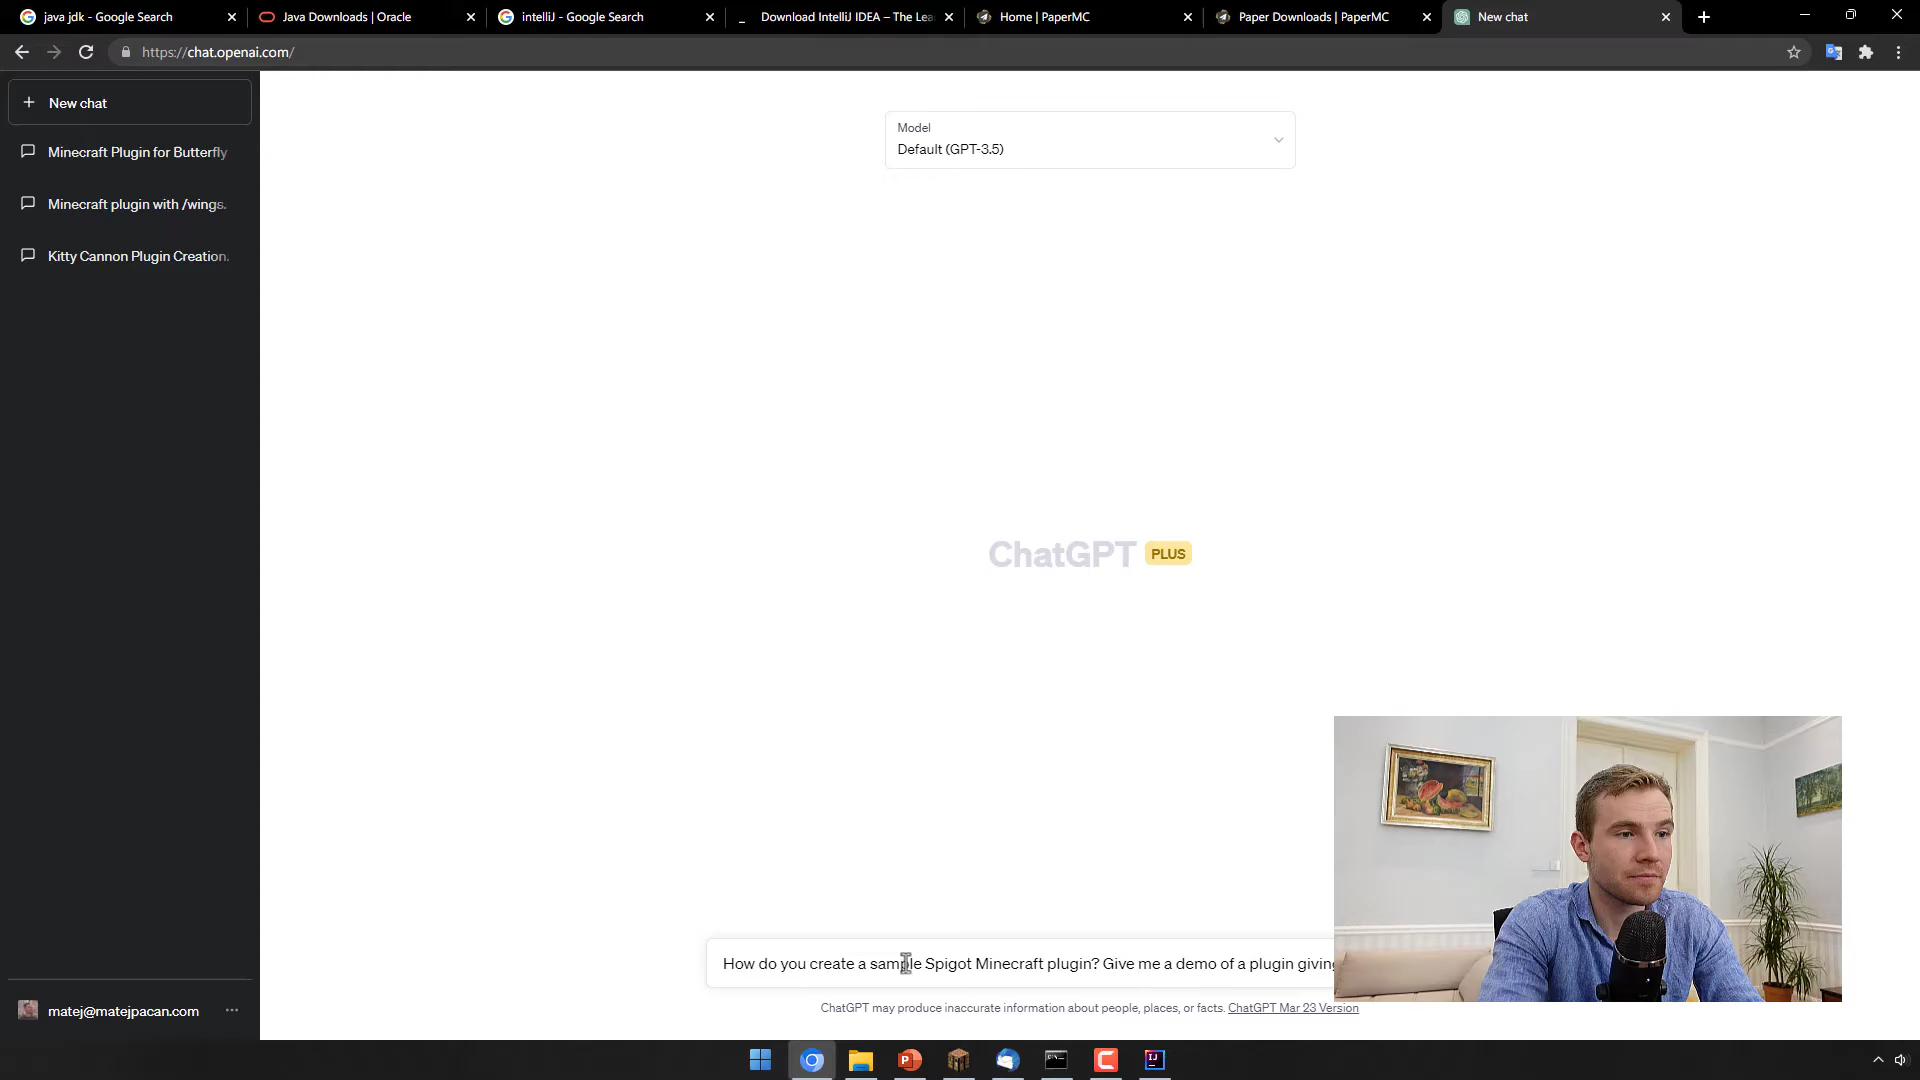 java jdk - Google Search
Java Downloads | Oracle
intelliJ - Google Search
Download IntelliJ IDEA – The Lea
Home | PaperMC
Paper Downloads | PaperMC
New chat
https://chat.openai.com/
New chat
Minecraft Plugin for Butterfly
Minecraft plugin with /wings.
Kitty Cannon Plugin Creation.
Model
Default (GPT-3.5)
ChatGPT PLUS
How do you create a sample Spigot Minecraft plugin? Give me a demo of a plugin giving
ChatGPT may produce inaccurate information about people, places, or facts. ChatGPT Mar 23 Version
matej@matejpacan.com